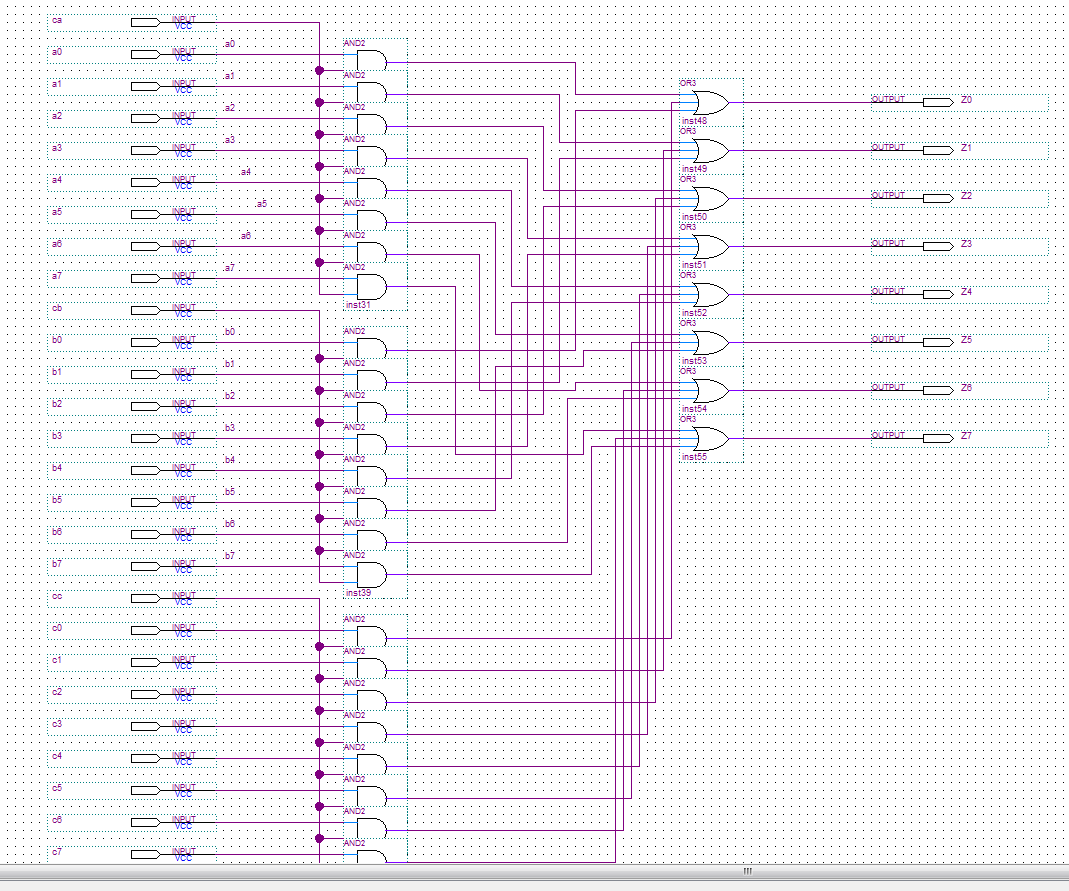 ca INPUT VCC
a0 INPUT VCC a0 AND2
a1 INPUT VCC a1 AND2 OR3
a2 INPUT VCC a2 AND2 OUTPUT Z0
inst48
a3 INPUT VCC a3 AND2 OR3
OUTPUT Z1
a4 INPUT VCC a4 AND2 inst49
OR3
a5 INPUT VCC a5 AND2 OUTPUT Z2
inst50
a6 INPUT VCC a6 AND2 OR3
OUTPUT Z3
a7 INPUT VCC a7 AND2 inst51
OR3
inst31 OUTPUT Z4
cb INPUT VCC inst52
OR3
b0 INPUT VCC b0 AND2 OUTPUT Z5
inst53
b1 INPUT VCC b1 AND2 OR3
OUTPUT Z6
b2 INPUT VCC b2 AND2 inst54
OR3
b3 INPUT VCC b3 AND2 OUTPUT Z7
inst55
b4 INPUT VCC b4 AND2
b5 INPUT VCC b5 AND2
b6 INPUT VCC b6 AND2
b7 INPUT VCC b7 AND2
inst39
cc INPUT VCC
c0 INPUT VCC AND2
c1 INPUT VCC AND2
c2 INPUT VCC AND2
c3 INPUT VCC AND2
c4 INPUT VCC AND2
c5 INPUT VCC AND2
c6 INPUT VCC AND2
c7 INPUT VCC AND2